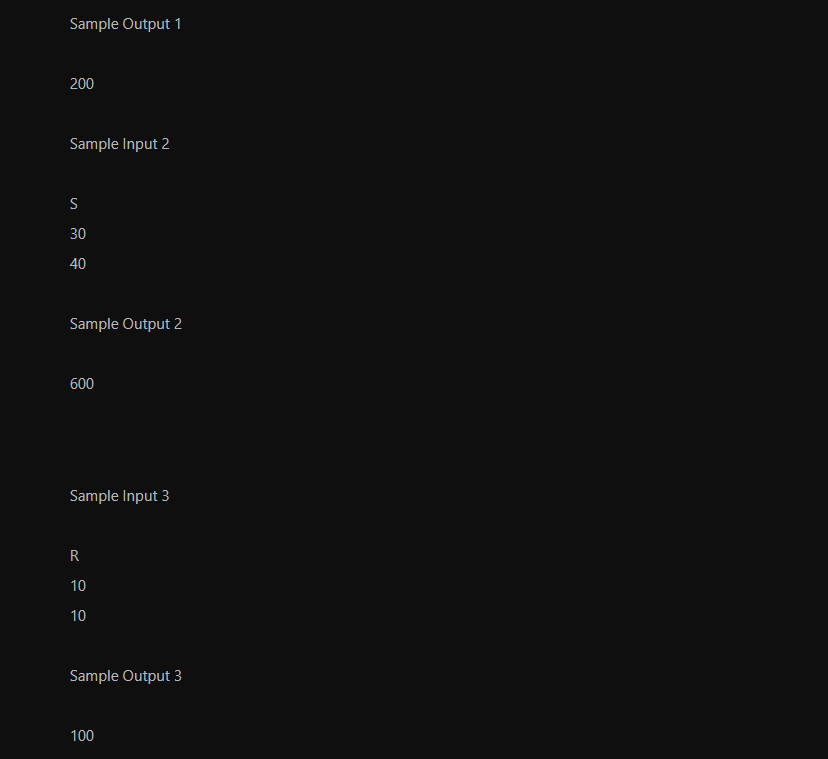 Sample Output 1
200
Sample Input 2
S
30
40
Sample Output 2
600
Sample Input 3
R
10
10
Sample Output 3
100